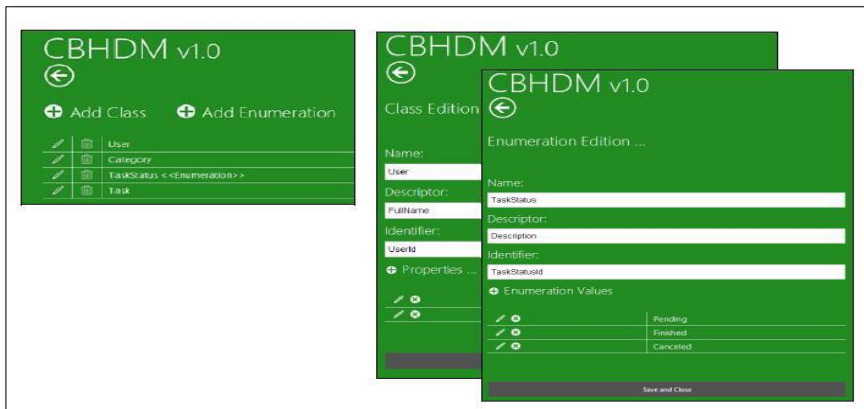 CBHDM v1.0
Add Class Add Enumeration
User
Category
TaskStatus < <Enumeration> >
Task
CBHDM v1.0
Class Edition
Name:
User
Descriptor:
FullName
Identifier:
UserId
Properties ...
CBHDM v1.0
Enumeration Edition ...
Name:
TaskStatus
Descriptor:
Description
Identifier:
TaskStatusId
Enumeration Values
Pending
Finished
Canceled
Save and Close